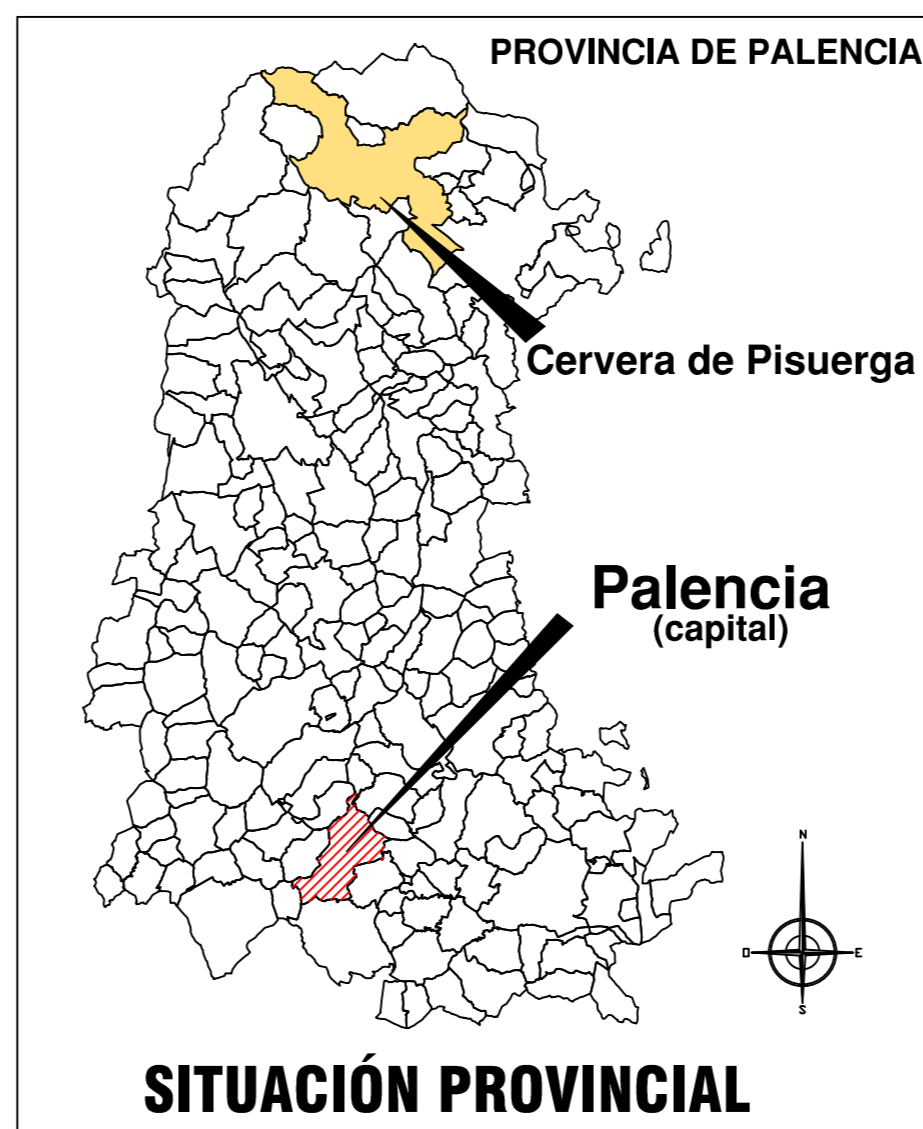 PROVINCIA DE PALENCIA
Cervera de Pisuerga
Palencia
(capital)
N
O E
S
SITUACIÓN PROVINCIAL